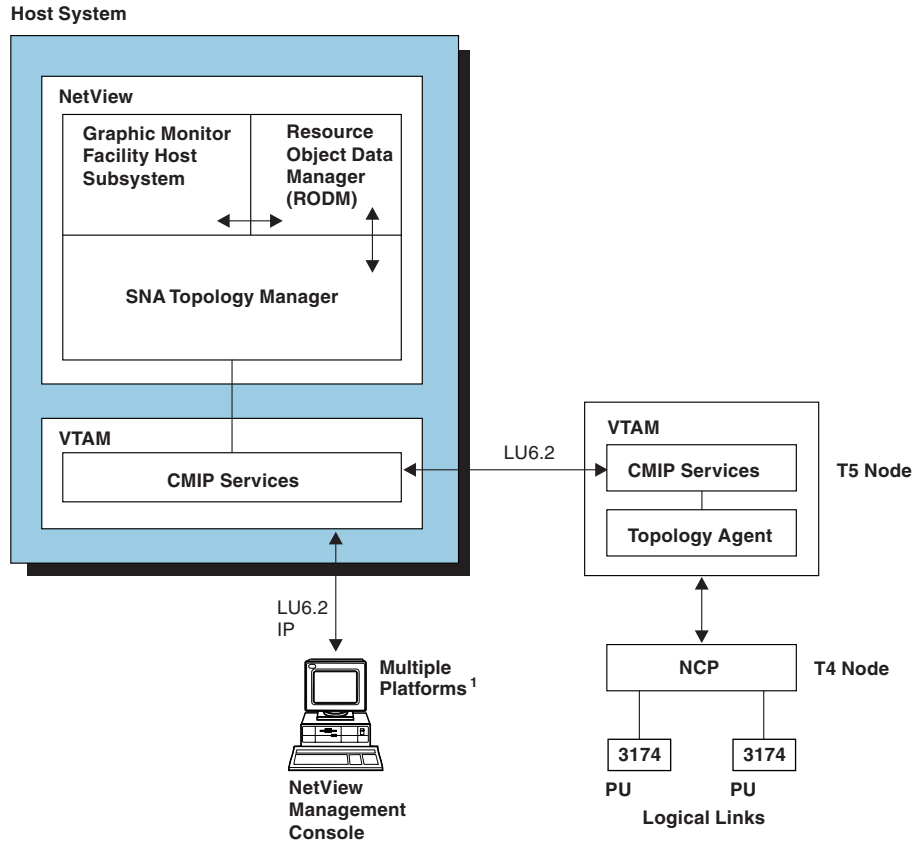 Host System
NetView
Graphic Monitor
Facility Host
Subsystem
Resource
Object Data
Manager
(RODM)
SNA Topology Manager
VTAM
CMIP Services
LU6.2
VTAM
CMIP Services
Topology Agent
T5 Node
LU6.2
IP
Multiple
Platforms 1
NetView
Management
Console
NCP
T4 Node
3174
3174
PU
PU
Logical Links